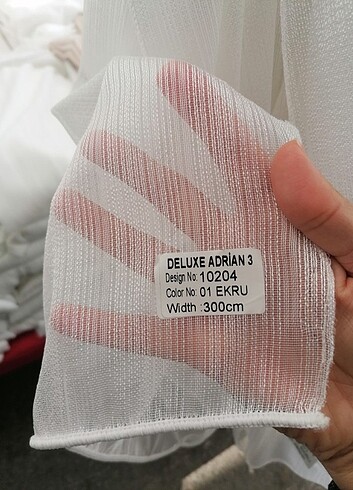 DELUXE ADRİAN 3
Design No: 10204
Color No: 01 EKRU
Width :300cm